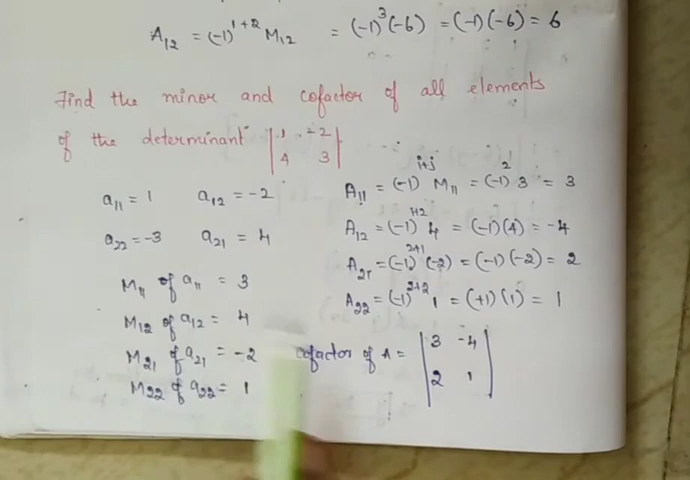 A₁₂ = (-1)¹⁺² M₁₂ = (-1)³(-6) = (-1)(-6) = 6
Find the minor and cofactor of all elements
of the determinant | 1 -2 |
| 4 3 |
a₁₁ = 1 a₁₂ = -2
a₂₂ = -3 a₂₁ = 4
M₁₁ of a₁₁ = 3
M₁₂ of a₁₂ = 4
M₂₁ of a₂₁ = -2
M₂₂ of a₂₂ = 1
A₁₁ = (-1)ⁱ⁺ʲ M₁₁ = (-1)² 3 = 3
A₁₂ = (-1)¹⁺² 4 = (-1)(4) = -4
A₂₁ = (-1)²⁺¹ (-2) = (-1)(-2) = 2
A₂₂ = (-1)²⁺² 1 = (+1)(1) = 1
cofactor of A = | 3 -4 |
| 2 1 |